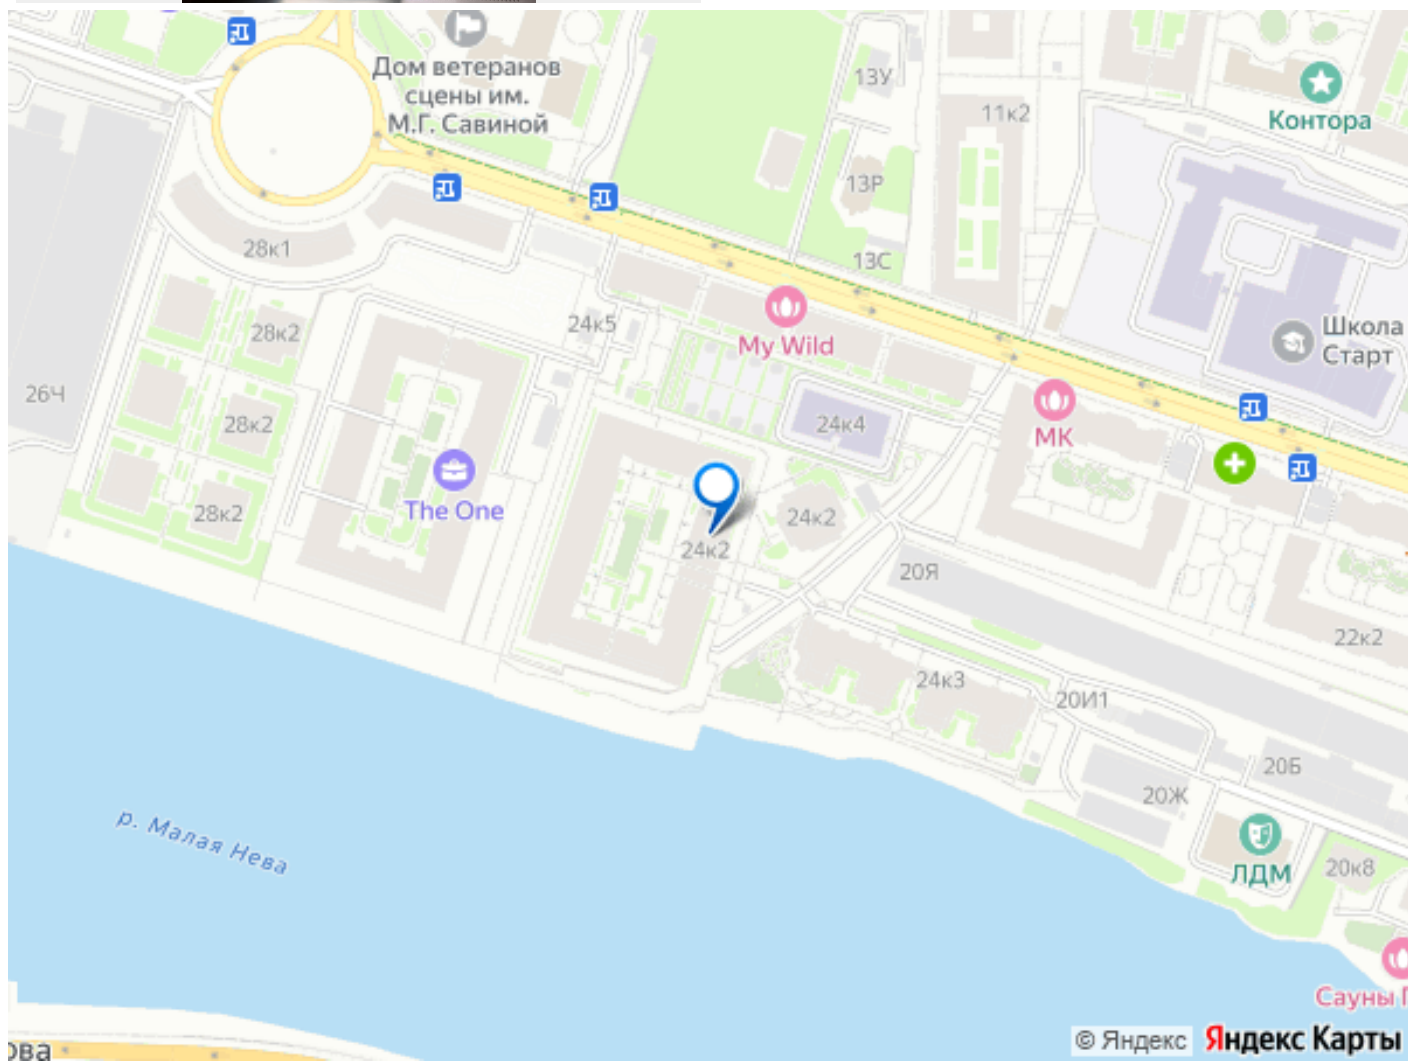 Дом ветеранов
сцены им.
М.Г. Савиной
13У
11к2
Контора
13Р
28к1
13С
24к5
My Wild
Школа
Старт
28к2
26Ч
28к2
24к4
МК
The One
28к2
24к2
24к2
20Я
22к2
24к3
20И1
20Б
20Ж
р. Малая Нева
ЛДМ
20к8
Сауны
© Яндекс
Яндекс Карты
ова